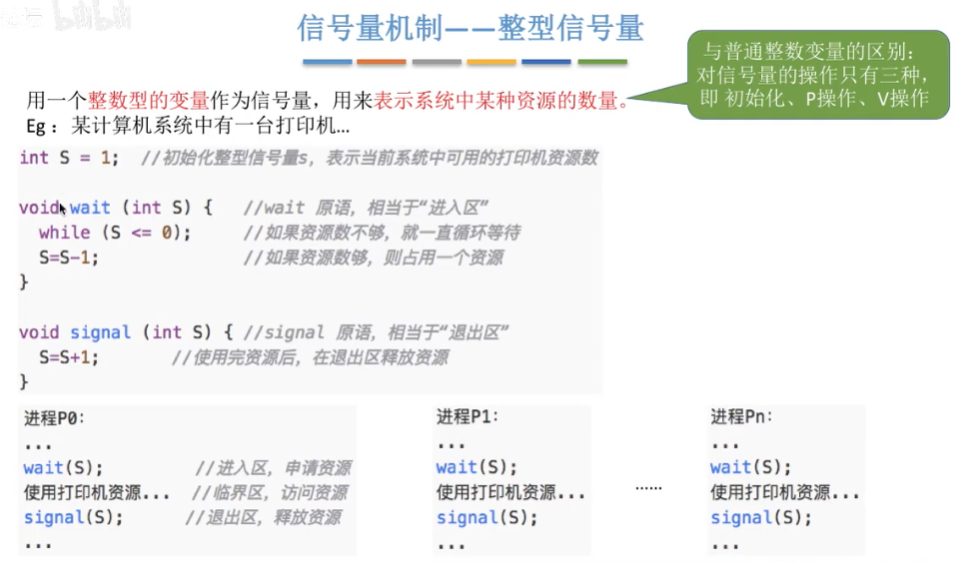 bilibili
信号量机制——整型信号量
与普通整数变量的区别：
对信号量的操作只有三种，
即 初始化、P操作、V操作
用一个整数型的变量作为信号量，用来表示系统中某种资源的数量。
Eg：某计算机系统中有一台打印机...
int S = 1;  //初始化整型信号量s，表示当前系统中可用的打印机资源数
void wait (int S) {   //wait 原语，相当于“进入区”
  while (S <= 0);     //如果资源数不够，就一直循环等待
  S=S-1;              //如果资源数够，则占用一个资源
}
void signal (int S) { //signal 原语，相当于“退出区”
  S=S+1;       //使用完资源后，在退出区释放资源
}
进程P0：
...
wait(S);         //进入区，申请资源
使用打印机资源...  //临界区，访问资源
signal(S);      //退出区，释放资源
...
进程P1：
...
wait(S);
使用打印机资源...
signal(S);
...
......
进程Pn：
...
wait(S);
使用打印机资源...
signal(S);
...